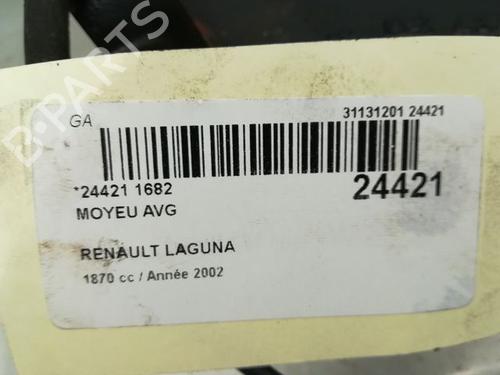 GA 31131201 24421
*24421 1682 24421
MOYEU AVG
RENAULT LAGUNA
1870 cc / Année 2002
B-PARTS